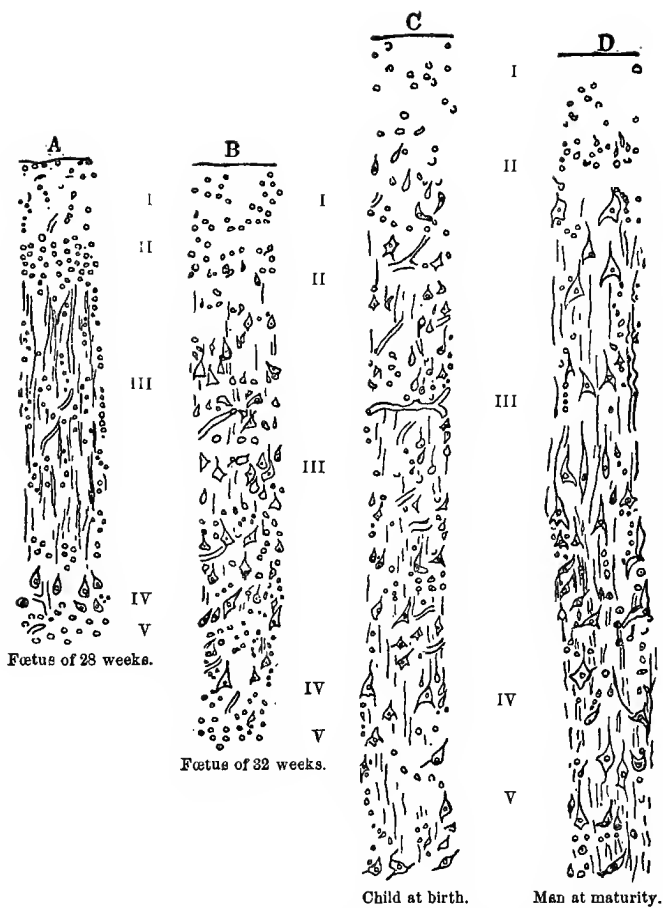 A
I
II
III
IV
V
Fœtus of 28 weeks.
B
I
II
III
IV
V
Fœtus of 32 weeks.
C
I
II
III
IV
V
Child at birth.
D
Man at maturity.